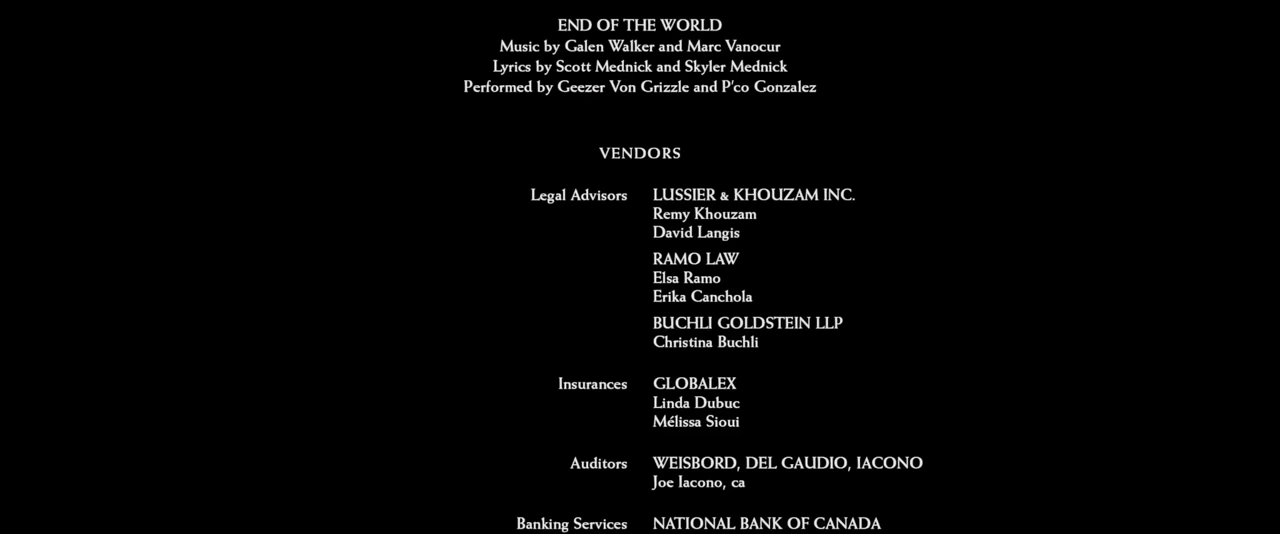 END OF THE WORLD
Music by Galen Walker and Marc Vanocur
Lyrics by Scott Mednick and Skyler Mednick
Performed by Geezer Von Grizzle and P'co Gonzalez
VENDORS
Legal Advisors LUSSIER & KHOUZAM INC.
Remy Khouzam
David Langis
RAMO LAW
Elsa Ramo
Erika Canchola
BUCHLI GOLDSTEIN LLP
Christina Buchli
Insurances GLOBALEX
Linda Dubuc
Mélissa Sioui
Auditors WEISBORD, DEL GAUDIO, IACONO
Joe Iacono, ca
Banking Services NATIONAL BANK OF CANADA